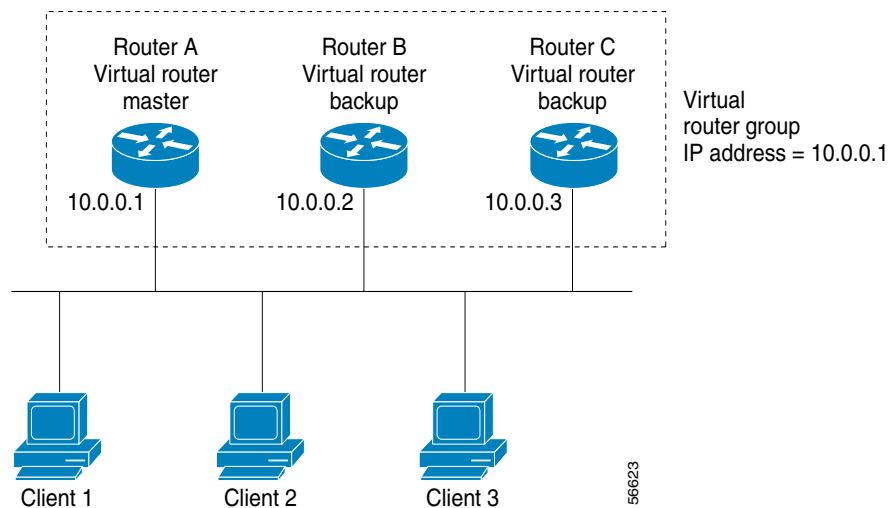 Router A
Virtual router
master
Router B
Virtual router
backup
Router C
Virtual router
backup
Virtual
router group
IP address = 10.0.0.1
10.0.0.1
10.0.0.2
10.0.0.3
Client 1
Client 2
Client 3
56623